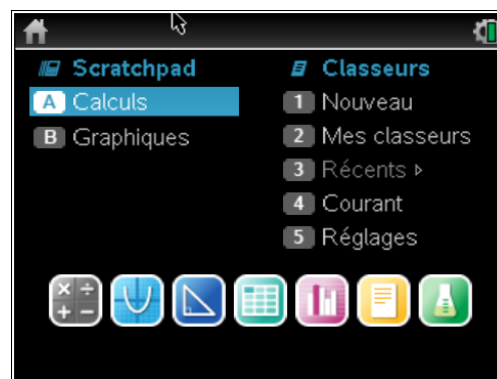 Scratchpad
A Calculs
B Graphiques
Classeurs
1 Nouveau
2 Mes classeurs
3 Récents ▹
4 Courant
5 Réglages
× ÷
+ −